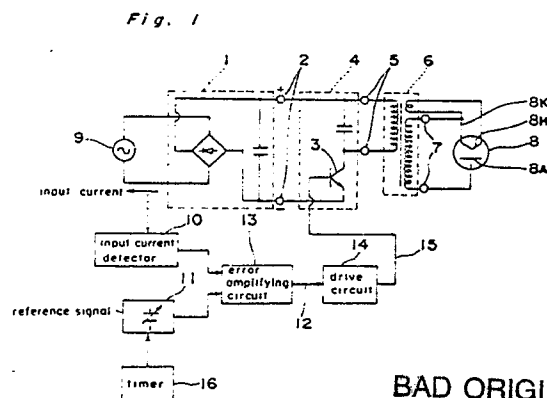 Fig. 1
1
2
4
5
6
+
9
3
7
8K
8H
8
8A
input current
10
13
14
15
input current
detector
error
amplifying
circuit
drive
circuit
11
12
reference signal
timer
16
BAD ORIGI